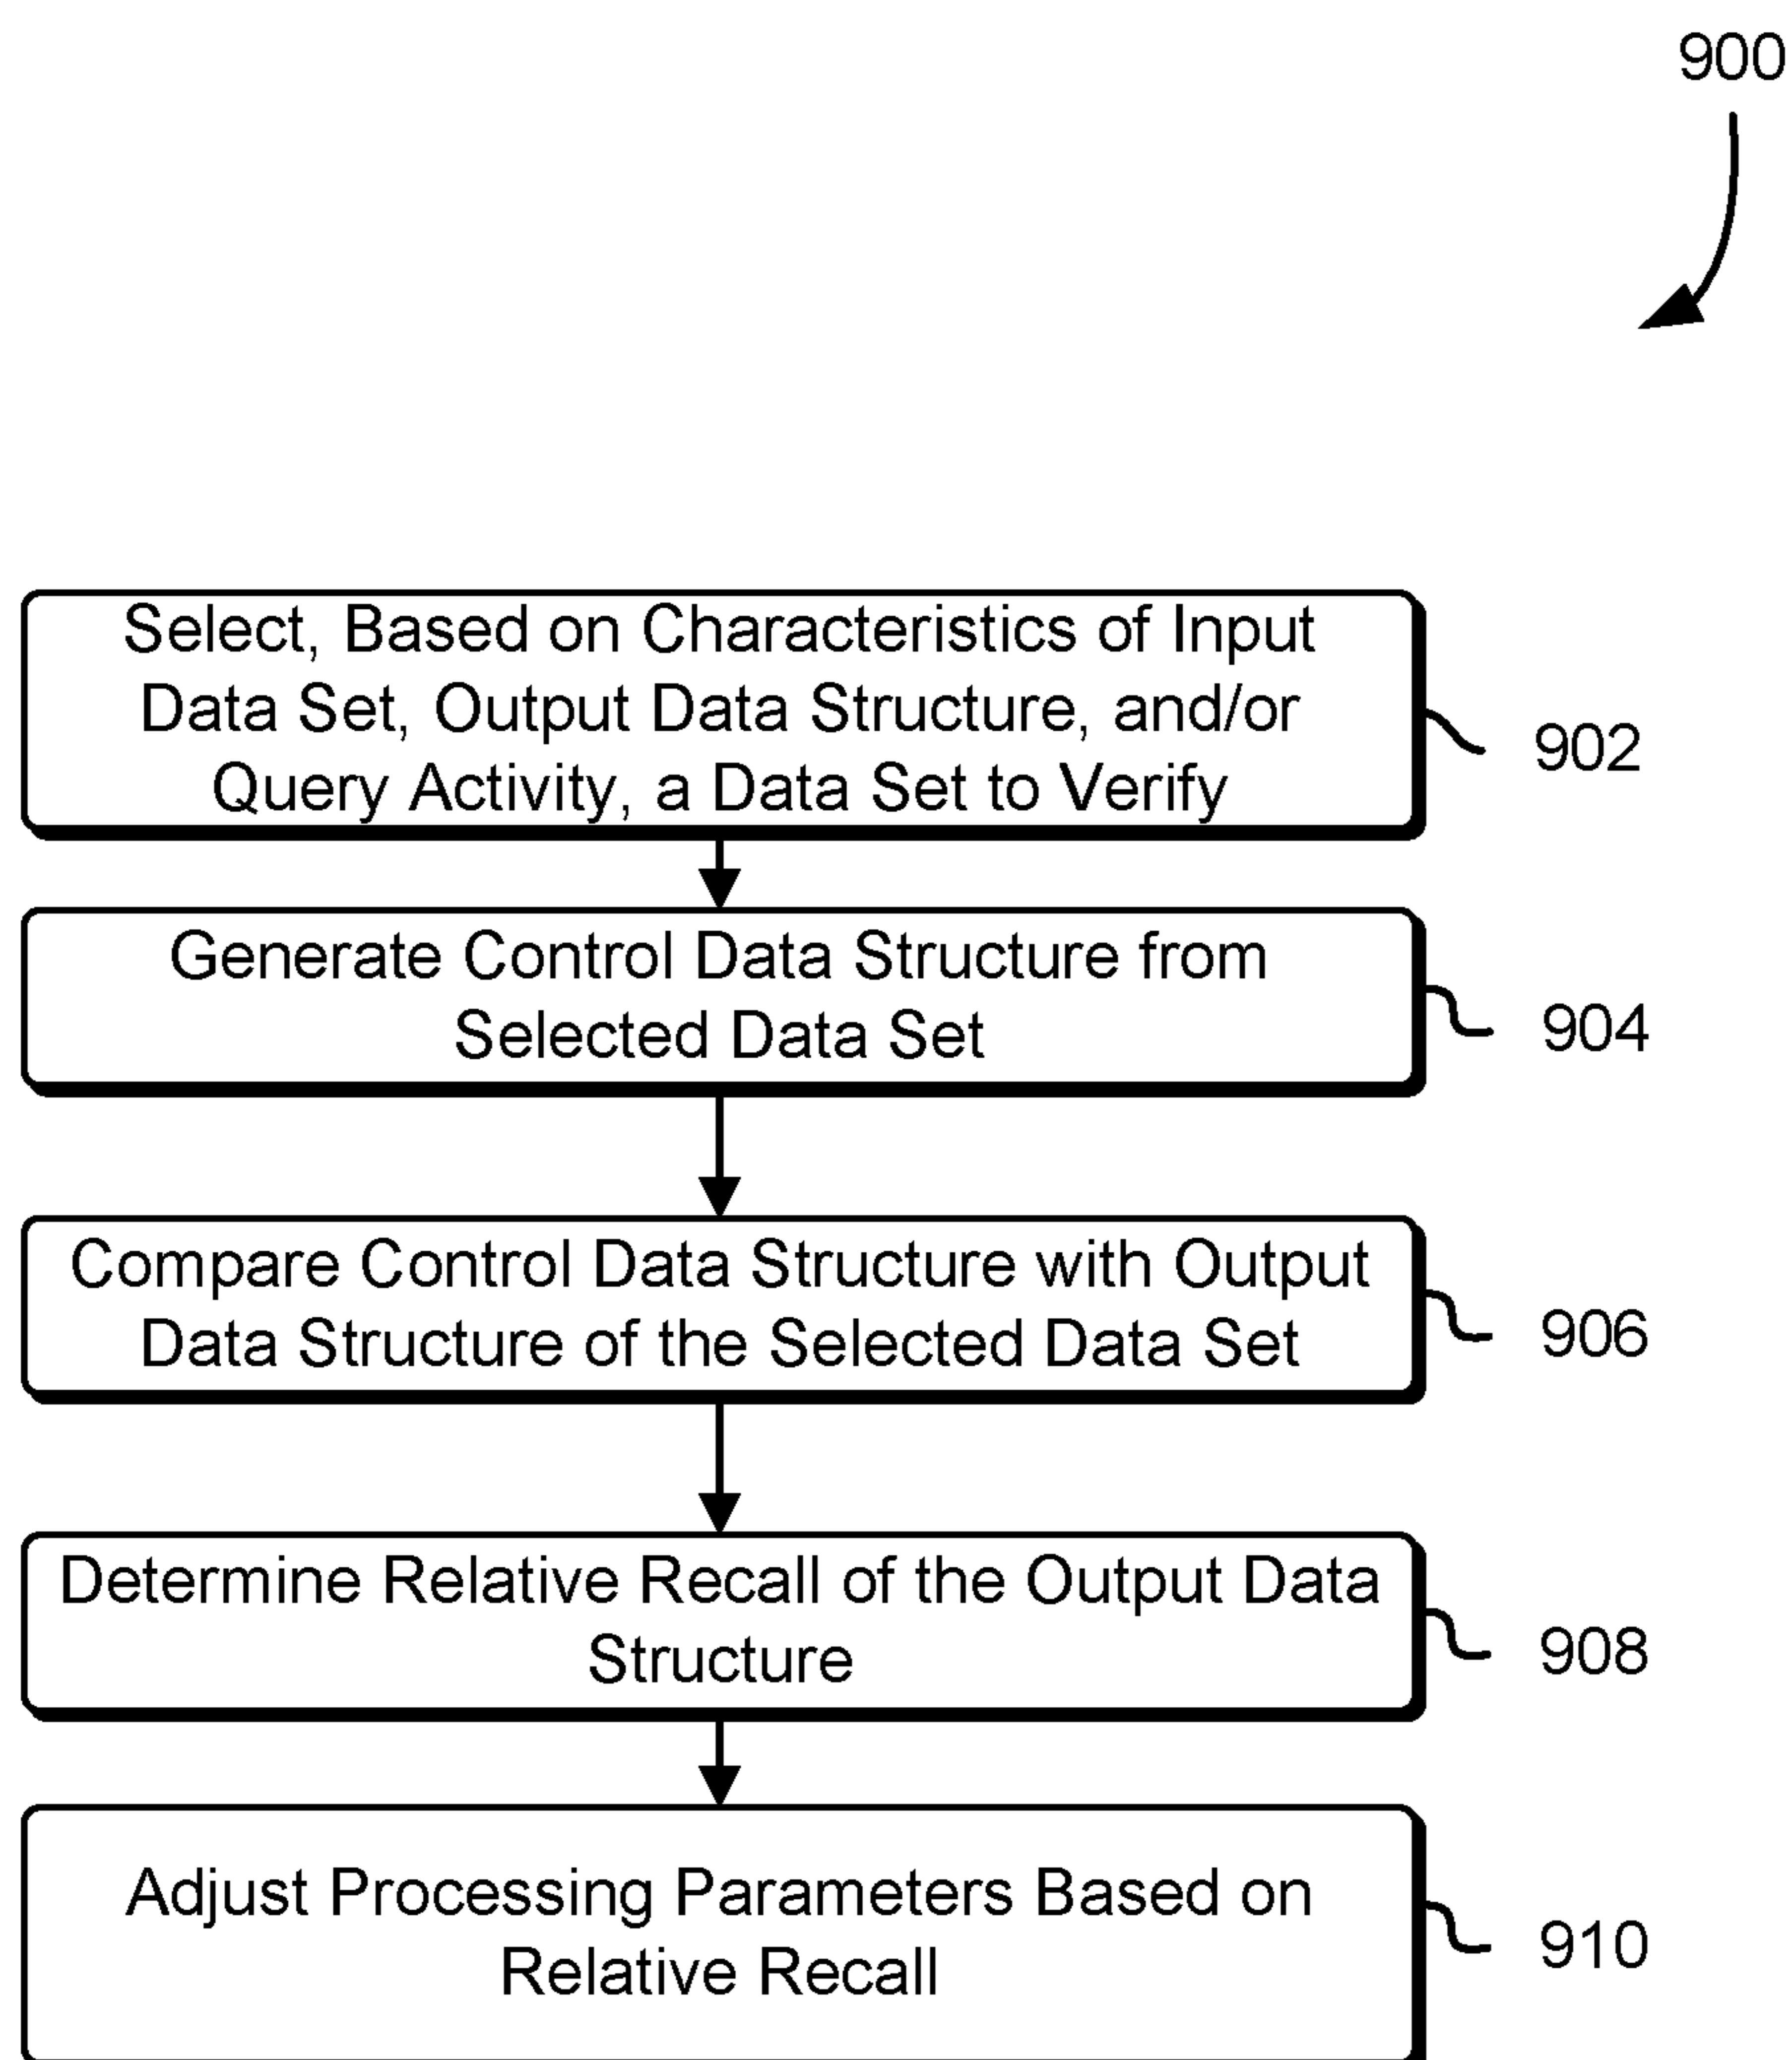 900
Select, Based on Characteristics of Input
Data Set, Output Data Structure, and/or
Query Activity, a Data Set to Verify
902
Generate Control Data Structure from
Selected Data Set
904
Compare Control Data Structure with Output
Data Structure of the Selected Data Set
906
Determine Relative Recall of the Output Data
Structure
908
Adjust Processing Parameters Based on
Relative Recall
910